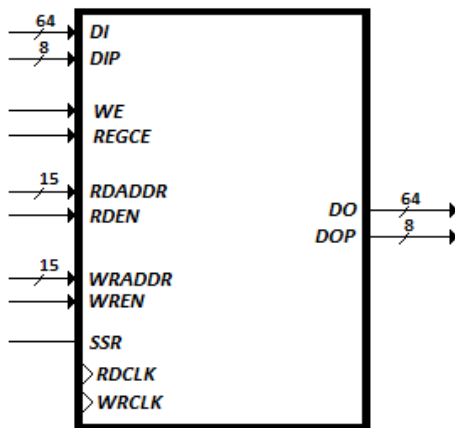 64
DI
8
DIP
WE
REGCE
15
RDADDR
RDEN
DO
64
DOP
8
15
WRADDR
WREN
SSR
RDCLK
WRCLK